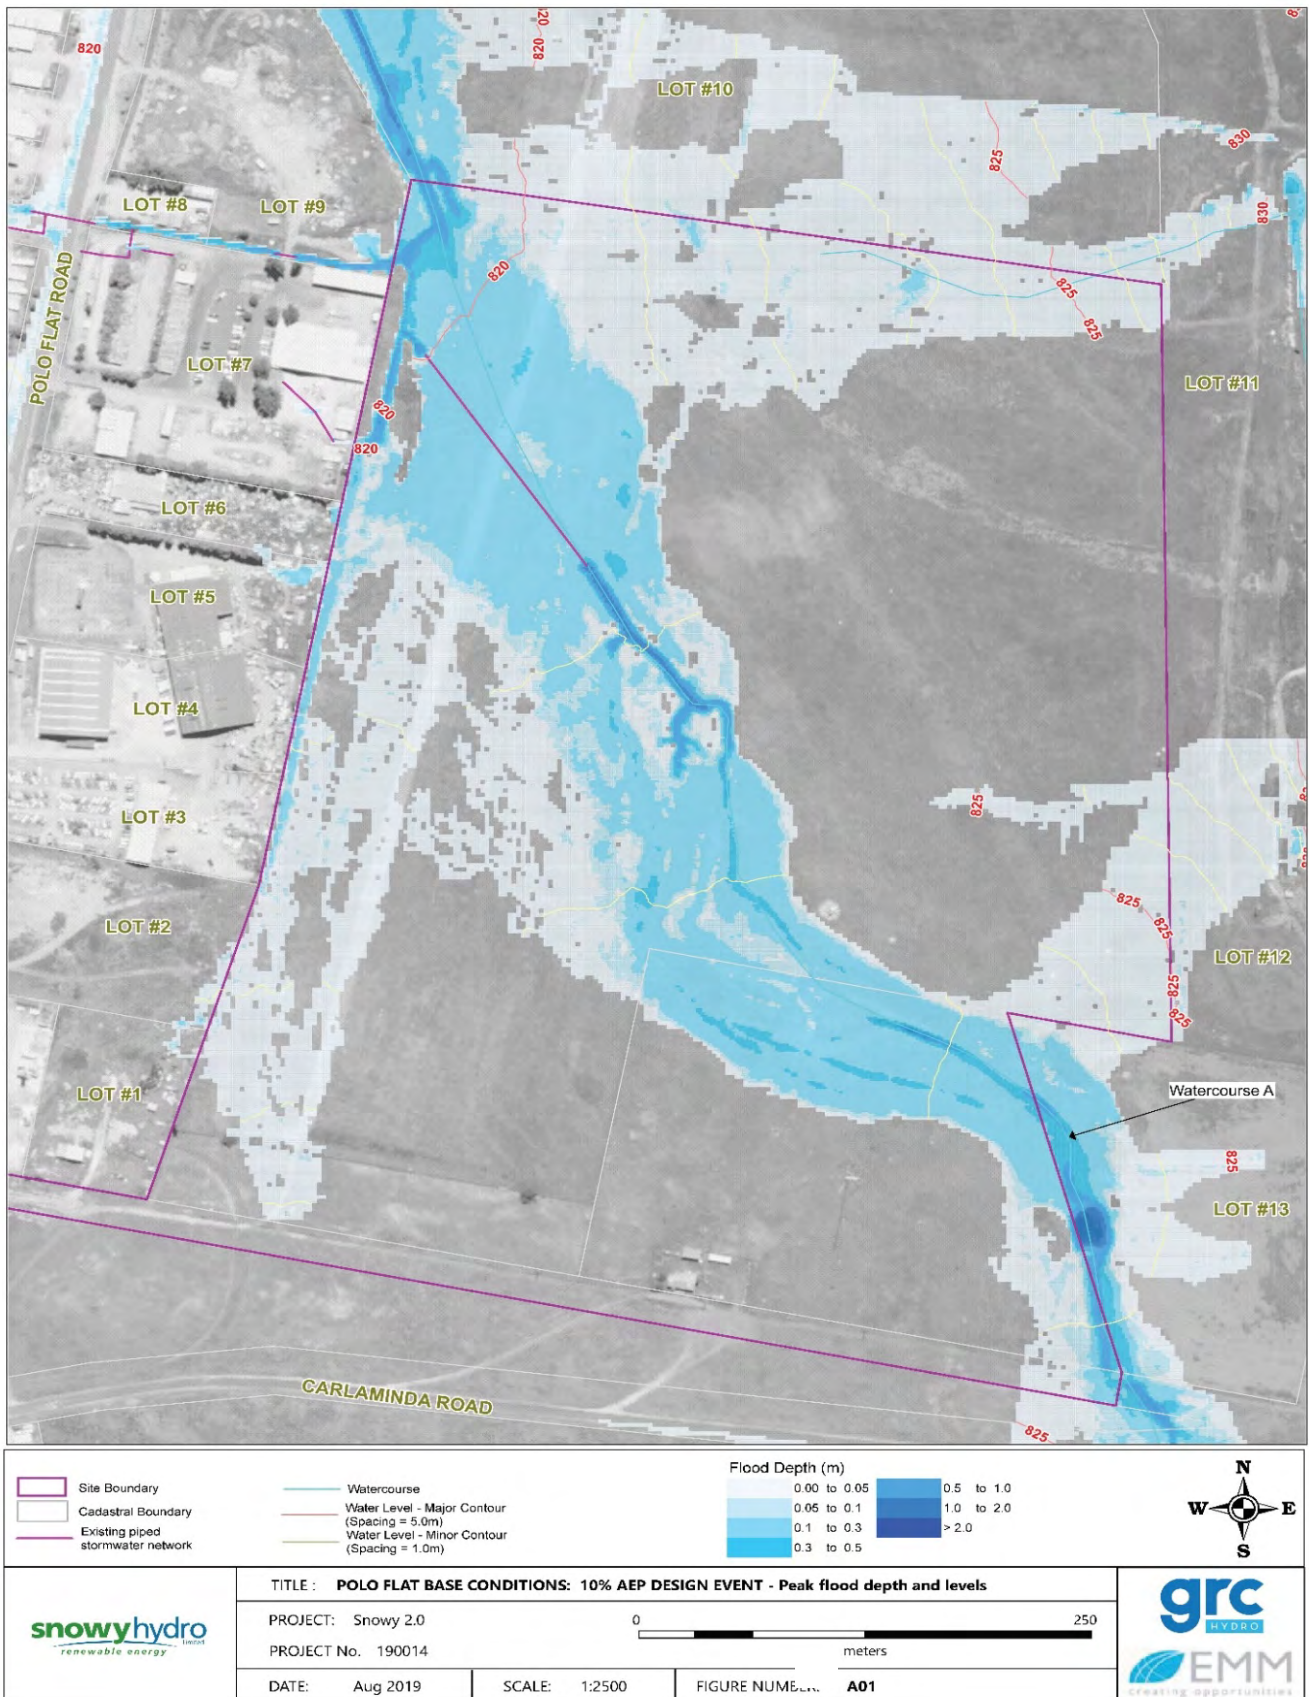 820
820
820
LOT #10
830
825
830
LOT #8
LOT #9
POLO FLAT ROAD
820
825
825
LOT #7
LOT #11
820
820
LOT #6
LOT #5
LOT #4
825
LOT #3
825
825
LOT #2
LOT #12
825
825
LOT #1
Watercourse A
825
LOT #13
CARLAMINDA ROAD
825
Flood Depth (m)
Site Boundary
Cadastral Boundary
Existing piped
stormwater network
Watercourse
Water Level - Major Contour
(Spacing = 5.0m)
Water Level - Minor Contour
(Spacing = 1.0m)
0.00 to 0.05
0.05 to 0.1
0.1 to 0.3
0.3 to 0.5
0.5 to 1.0
1.0 to 2.0
> 2.0
N
W E
S
TITLE : POLO FLAT BASE CONDITIONS: 10% AEP DESIGN EVENT - Peak flood depth and levels
PROJECT: Snowy 2.0
PROJECT No. 190014
0 250
meters
DATE: Aug 2019 SCALE: 1:2500 A01
snowyhydro
Limited
renewable energy
grc
HYDRO
EMM
creating opportunities